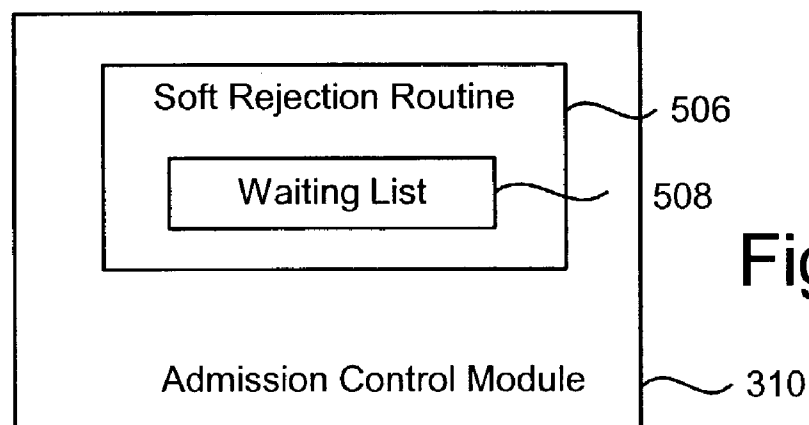 Soft Rejection Routine
506
Waiting List
508
Admission Control Module
310